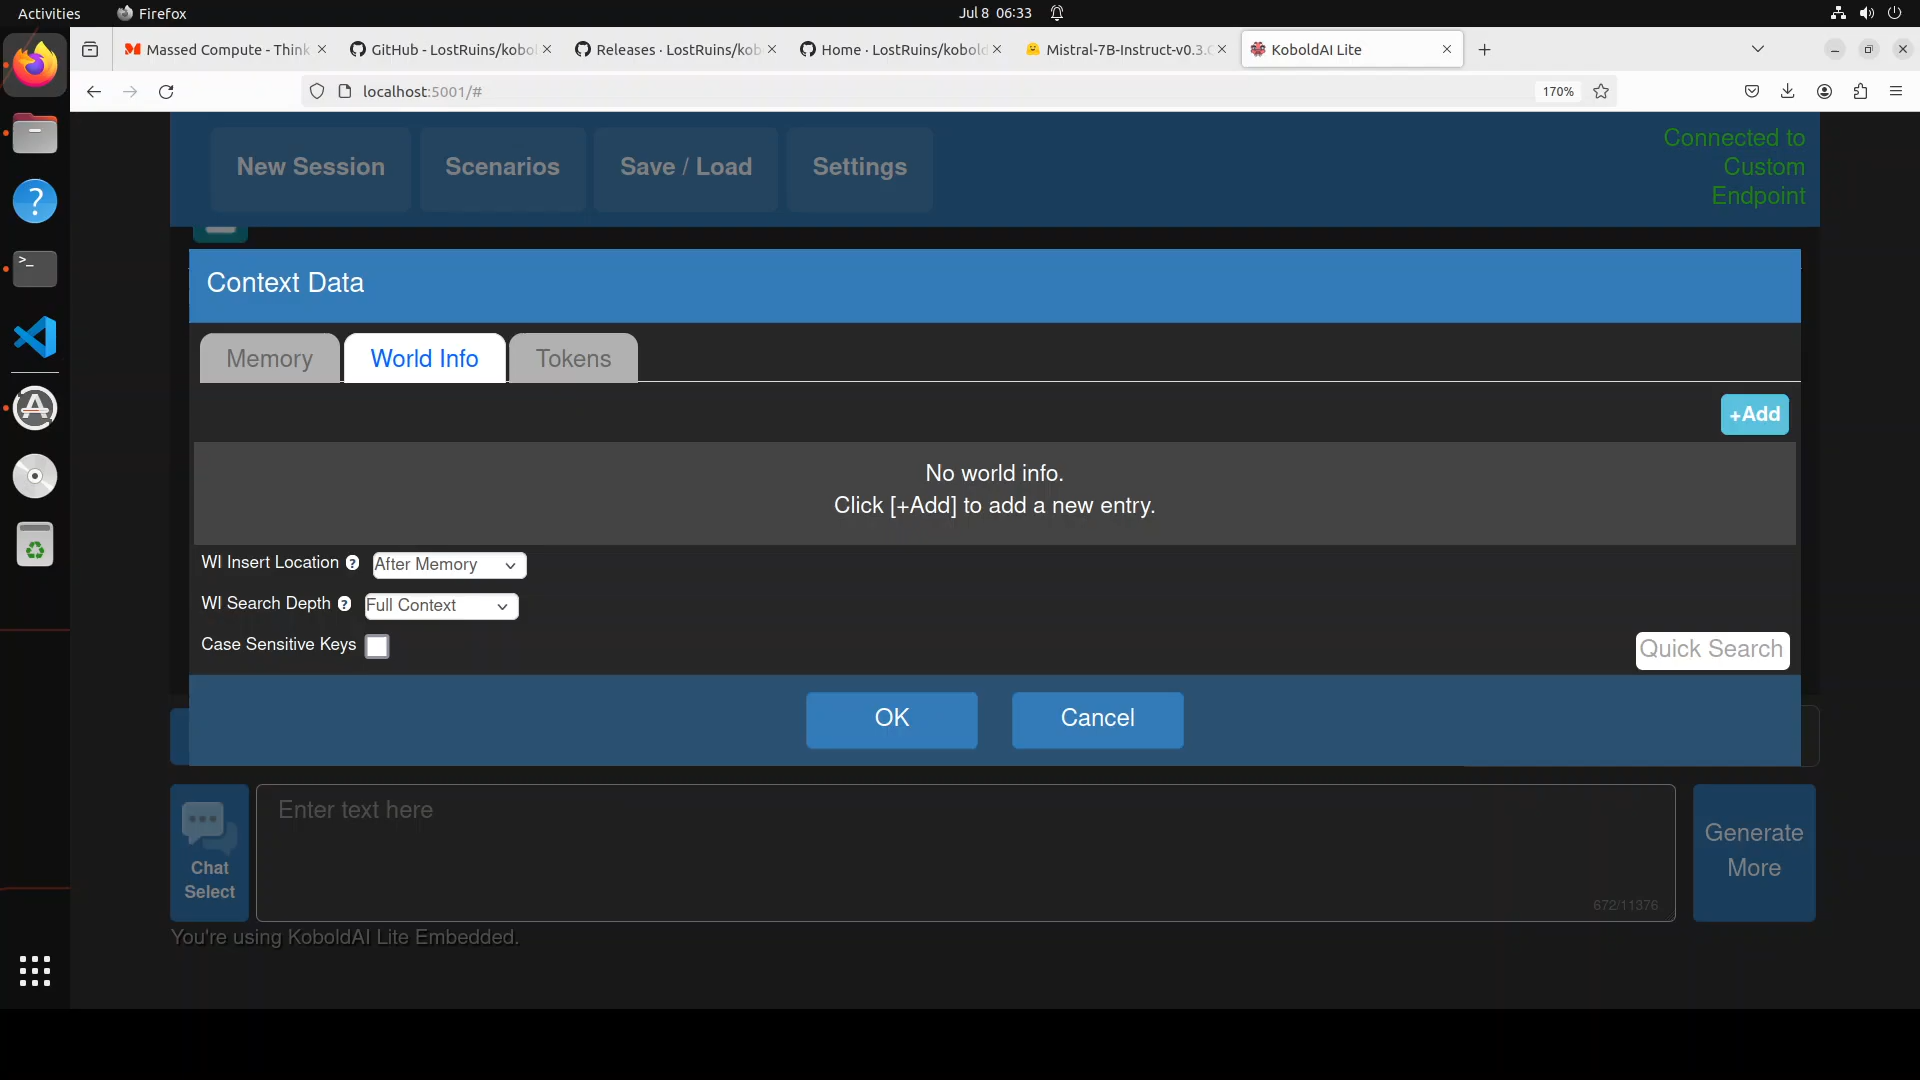 Activities
Firefox
Jul 8 06:33
Massed Compute - Think
GitHub - LostRuins/kobol
Releases · LostRuins/kob
Home · LostRuins/kobold
Mistral-7B-Instruct-v0.3.
KoboldAI Lite
localhost:5001/#
170%
New Session
Scenarios
Save / Load
Settings
Connected to
Custom
Endpoint
Context Data
Memory
World Info
Tokens
+Add
No world info.
Click [+Add] to add a new entry.
WI Insert Location ?
After Memory
WI Search Depth ?
Full Context
Case Sensitive Keys
Quick Search
OK
Cancel
Chat
Select
Enter text here
672/11376
Generate
More
You're using KoboldAI Lite Embedded.